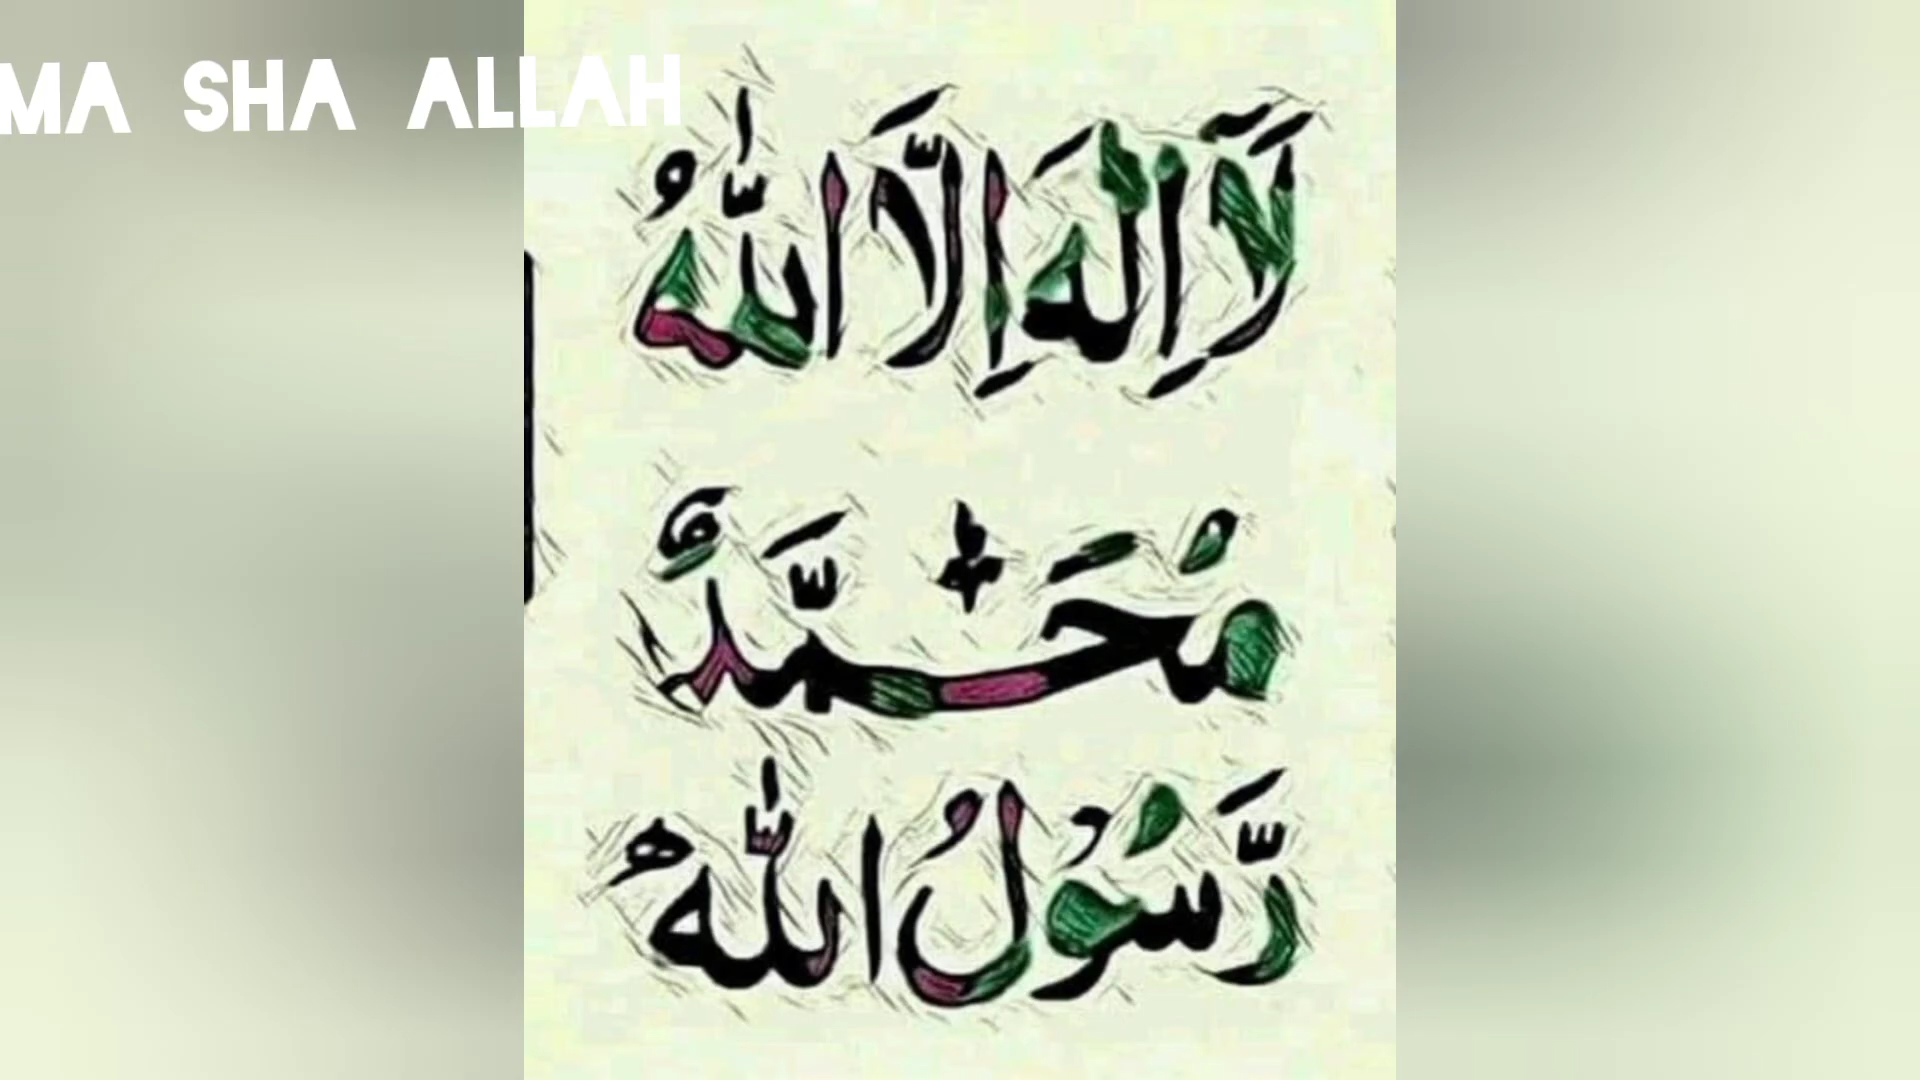 MA SHA ALLAH
لَآ اِلٰهَ اِلَّا اللّٰهُ
مُحَمَّدٌ
رَّسُوْلُ اللّٰهِ